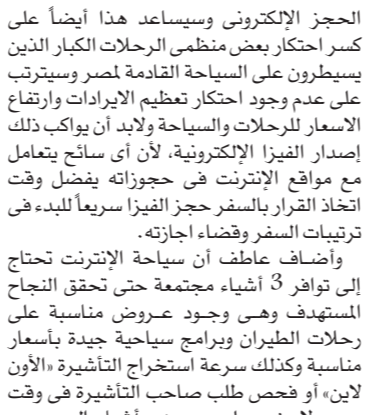 الحجز الإلكترونى وسيساعد هذا أيضاً على
كسر احتكار بعض منظمى الرحلات الكبار الذين
يسيطرون على السياحة القادمة لمصر وسيترتب
على عدم وجود احتكار تعظيم الايرادات وارتفاع
الاسعار للرحلات والسياحة ولابد أن يواكب ذلك
إصدار الفيزا الإلكترونية، لأن أى سائح يتعامل
مع مواقع الإنترنت فى حجوزاته يفضل وقت
اتخاذ القرار بالسفر حجز الفيزا سريعاً للبدء فى
ترتيبات السفر وقضاء اجازته.
وأضاف عاطف أن سياحة الإنترنت تحتاج
إلى توافر 3 أشياء مجتمعة حتى تحقق النجاح
المستهدف وهى وجود عروض مناسبة على
رحلات الطيران وبرامج سياحية جيدة بأسعار
مناسبة وكذلك سرعة استخراج التأشيرة «الأون
لاين» أو فحص طلب صاحب التأشيرة فى وقت